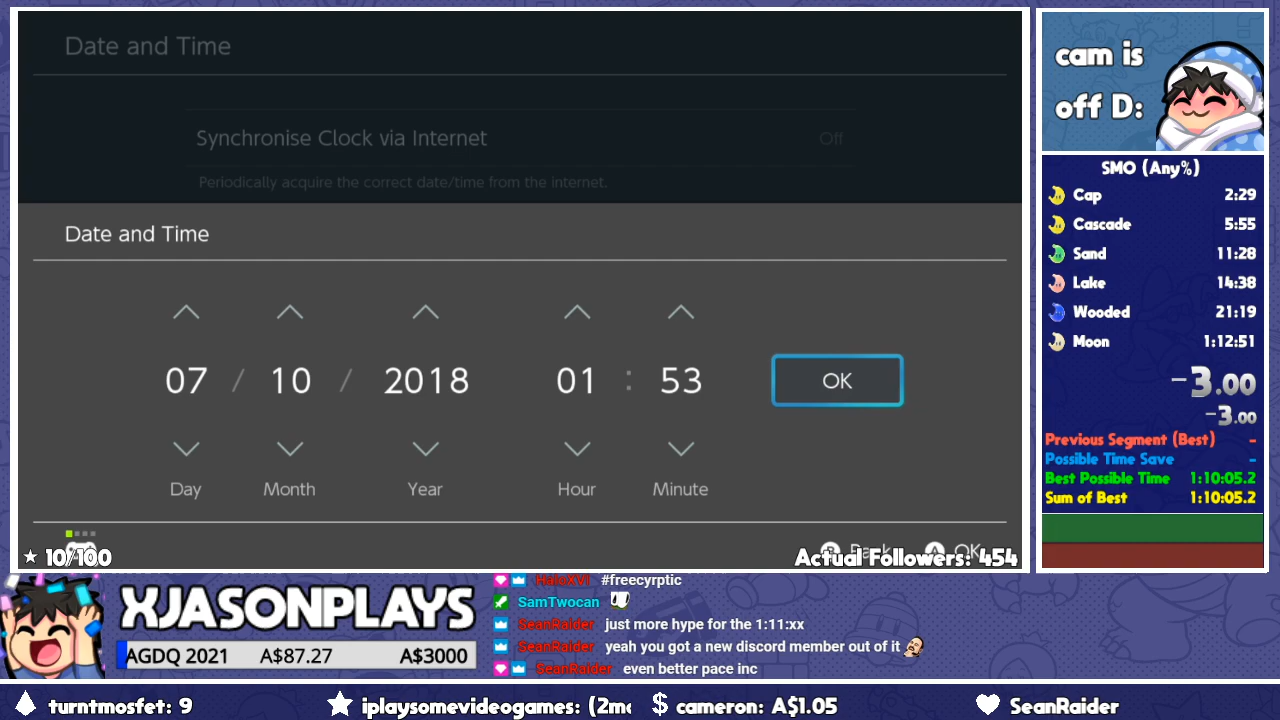 Date and Time
Synchronise Clock via Internet Off
Periodically acquire the correct date/time from the internet.
Date and Time
07 / 10 / 2018 01 : 53 OK
Day Month Year Hour Minute
Back OK
★ 10/100 Actual Followers: 454
cam is
off D:
SMO (Any%)
Cap 2:29
Cascade 5:55
Sand 11:28
Lake 14:38
Wooded 21:19
Moon 1:12:51
-3.00
-3.00
Previous Segment (Best) -
Possible Time Save -
Best Possible Time 1:10:05.2
Sum of Best 1:10:05.2
XJASONPLAYS
AGDQ 2021 A$87.27 A$3000
HaloXVI #freecyrptic
SamTwocan
SeanRaider just more hype for the 1:11:xx
SeanRaider yeah you got a new discord member out of it
SeanRaider even better pace inc
turntmosfet: 9 iplaysomevideogames: (2mo $ cameron: A$1.05 SeanRaider